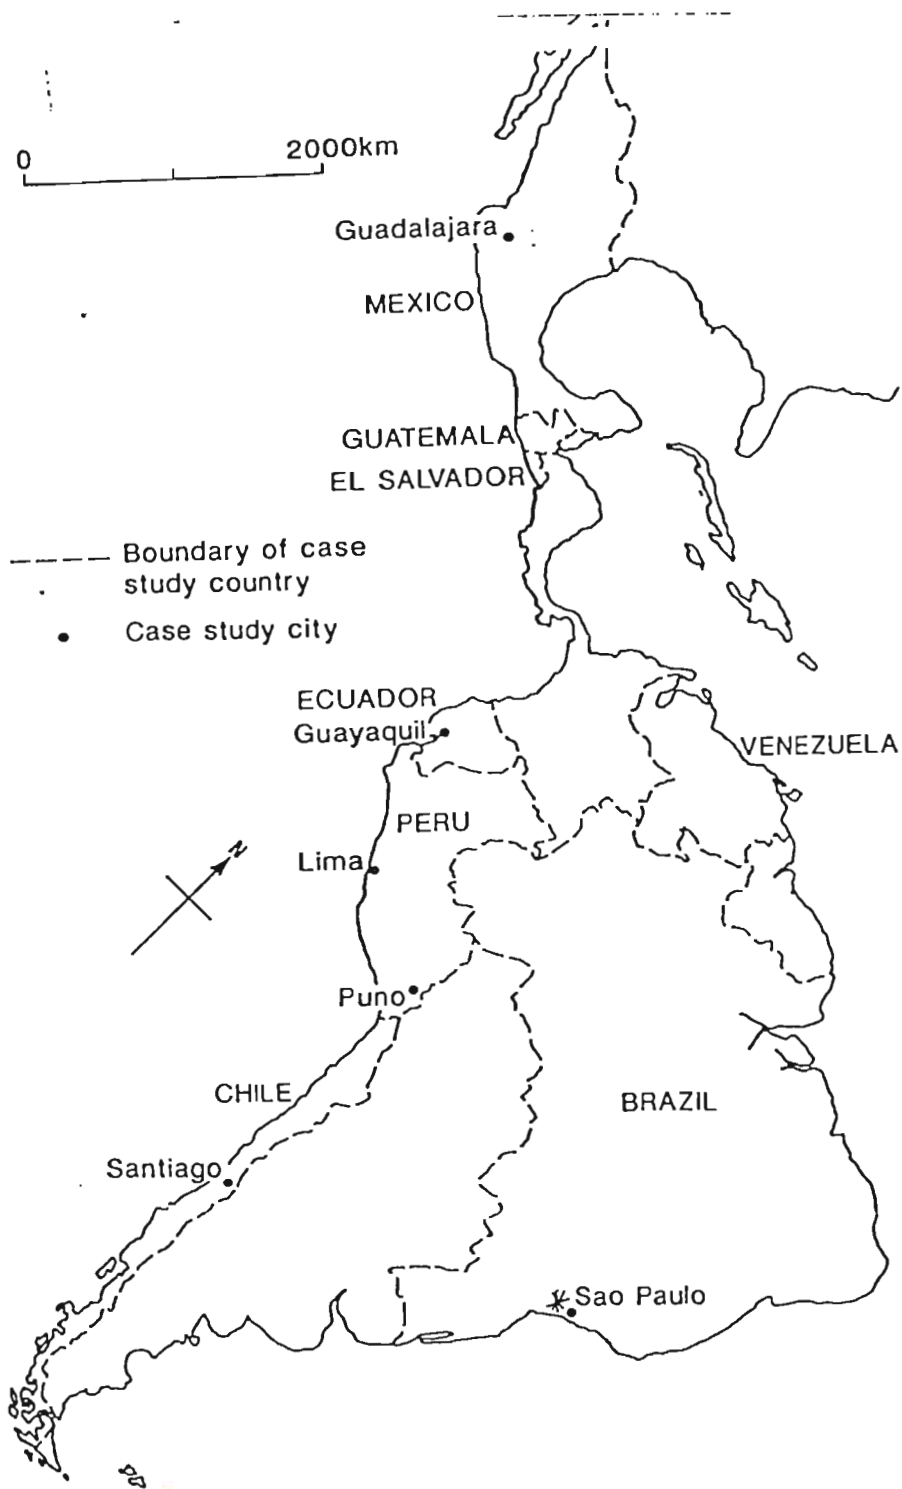 0 2000km
Guadalajara
MEXICO
GUATEMALA
EL SALVADOR
Boundary of case
study country
Case study city
ECUADOR
Guayaquil
VENEZUELA
PERU
N
Lima
Puno
CHILE
BRAZIL
Santiago
Sao Paulo